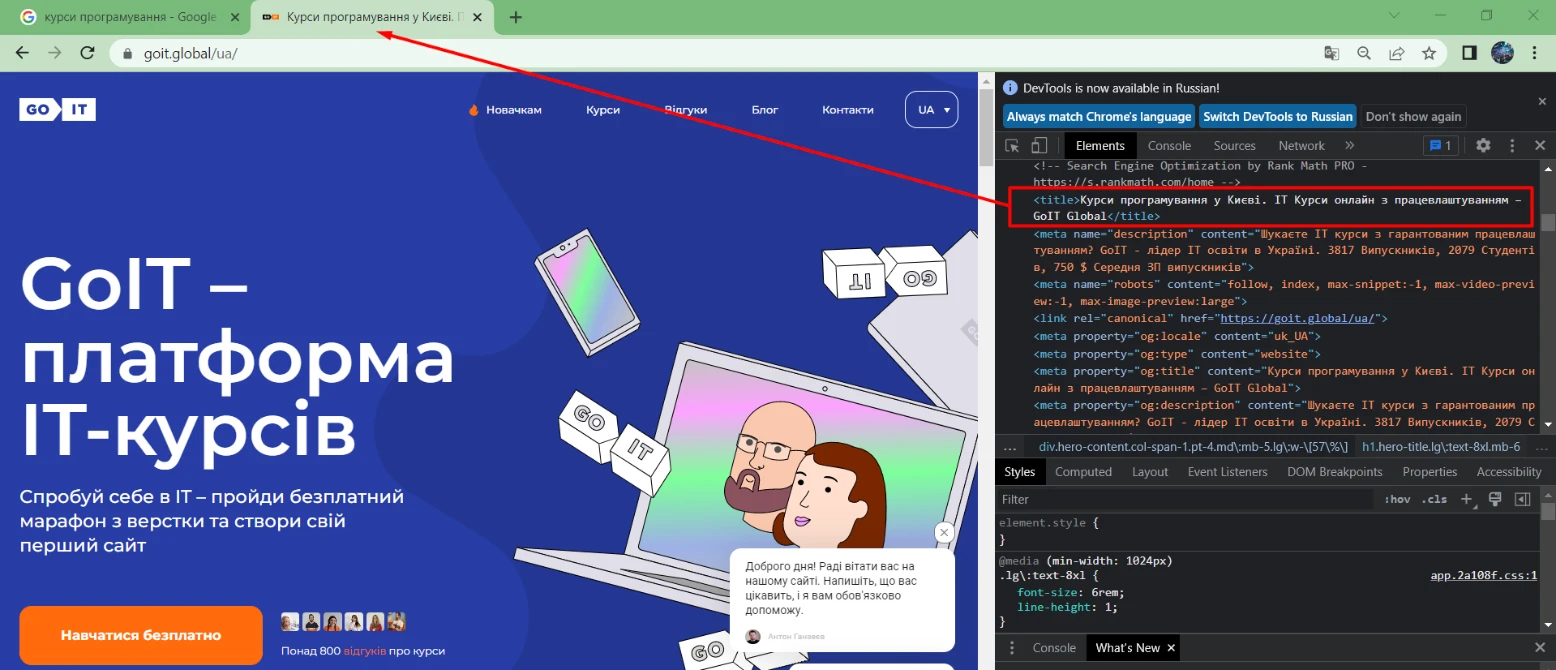 курси програмування - Google
Курси програмування у Києві. І
goit.global/ua/
GO IT
Новачкам
Курси
Відгуки
Блог
Контакти
UA
GoIT –
платформа
IT-курсів
Спробуй себе в IT – пройди безплатний
марафон з верстки та створи свій
перший сайт
Навчатися безплатно
Понад 800 відгуків про курси
GO
IT
GO
IT
GO
Доброго дня! Раді вітати вас на
нашому сайті. Напишіть, що вас
цікавить, і я вам обов'язково
допоможу.
Антон Ганзеев
DevTools is now available in Russian!
Always match Chrome's language
Switch DevTools to Russian
Don't show again
Elements
Console
Sources
Network
1
<!-- Search Engine Optimization by Rank Math PRO -
https://s.rankmath.com/home -->
<title>Курси програмування у Києві. IT Курси онлайн з працевлаштуванням –
GoIT Global</title>
<meta name="description" content="Шукаєте IT курси з гарантованим працевлаш
туванням? GoIT - лідер IT освіти в Україні. 3817 Випускників, 2079 Студенті
в, 750 $ Середня ЗП випускників">
<meta name="robots" content="follow, index, max-snippet:-1, max-video-previ
ew:-1, max-image-preview:large">
<link rel="canonical" href="https://goit.global/ua/">
<meta property="og:locale" content="uk_UA">
<meta property="og:type" content="website">
<meta property="og:title" content="Курси програмування у Києві. IT Курси он
лайн з працевлаштуванням – GoIT Global">
<meta property="og:description" content="Шукаєте IT курси з гарантованим пр
ацевлаштуванням? GoIT - лідер IT освіти в Україні. 3817 Випускників, 2079 С
... div.hero-content.col-span-1.pt-4.md\:mb-5.lg\:w-\[57\%\] h1.hero-title.lg\:text-8xl.mb-6 ...
Styles
Computed
Layout
Event Listeners
DOM Breakpoints
Properties
Accessibility
Filter
:hov .cls
element.style {
}
@media (min-width: 1024px)
.lg\:text-8xl {
app.2a108f.css:1
font-size: 6rem;
line-height: 1;
}
Console
What's New